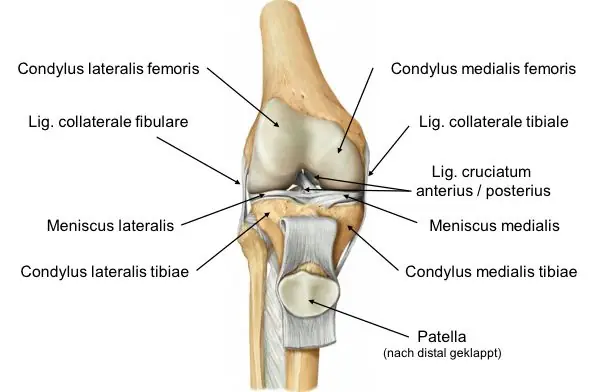 Condylus lateralis femoris
Condylus medialis femoris
Lig. collaterale fibulare
Lig. collaterale tibiale
Lig. cruciatum
anterius / posterius
Meniscus lateralis
Meniscus medialis
Condylus lateralis tibiae
Condylus medialis tibiae
Patella
(nach distal geklappt)